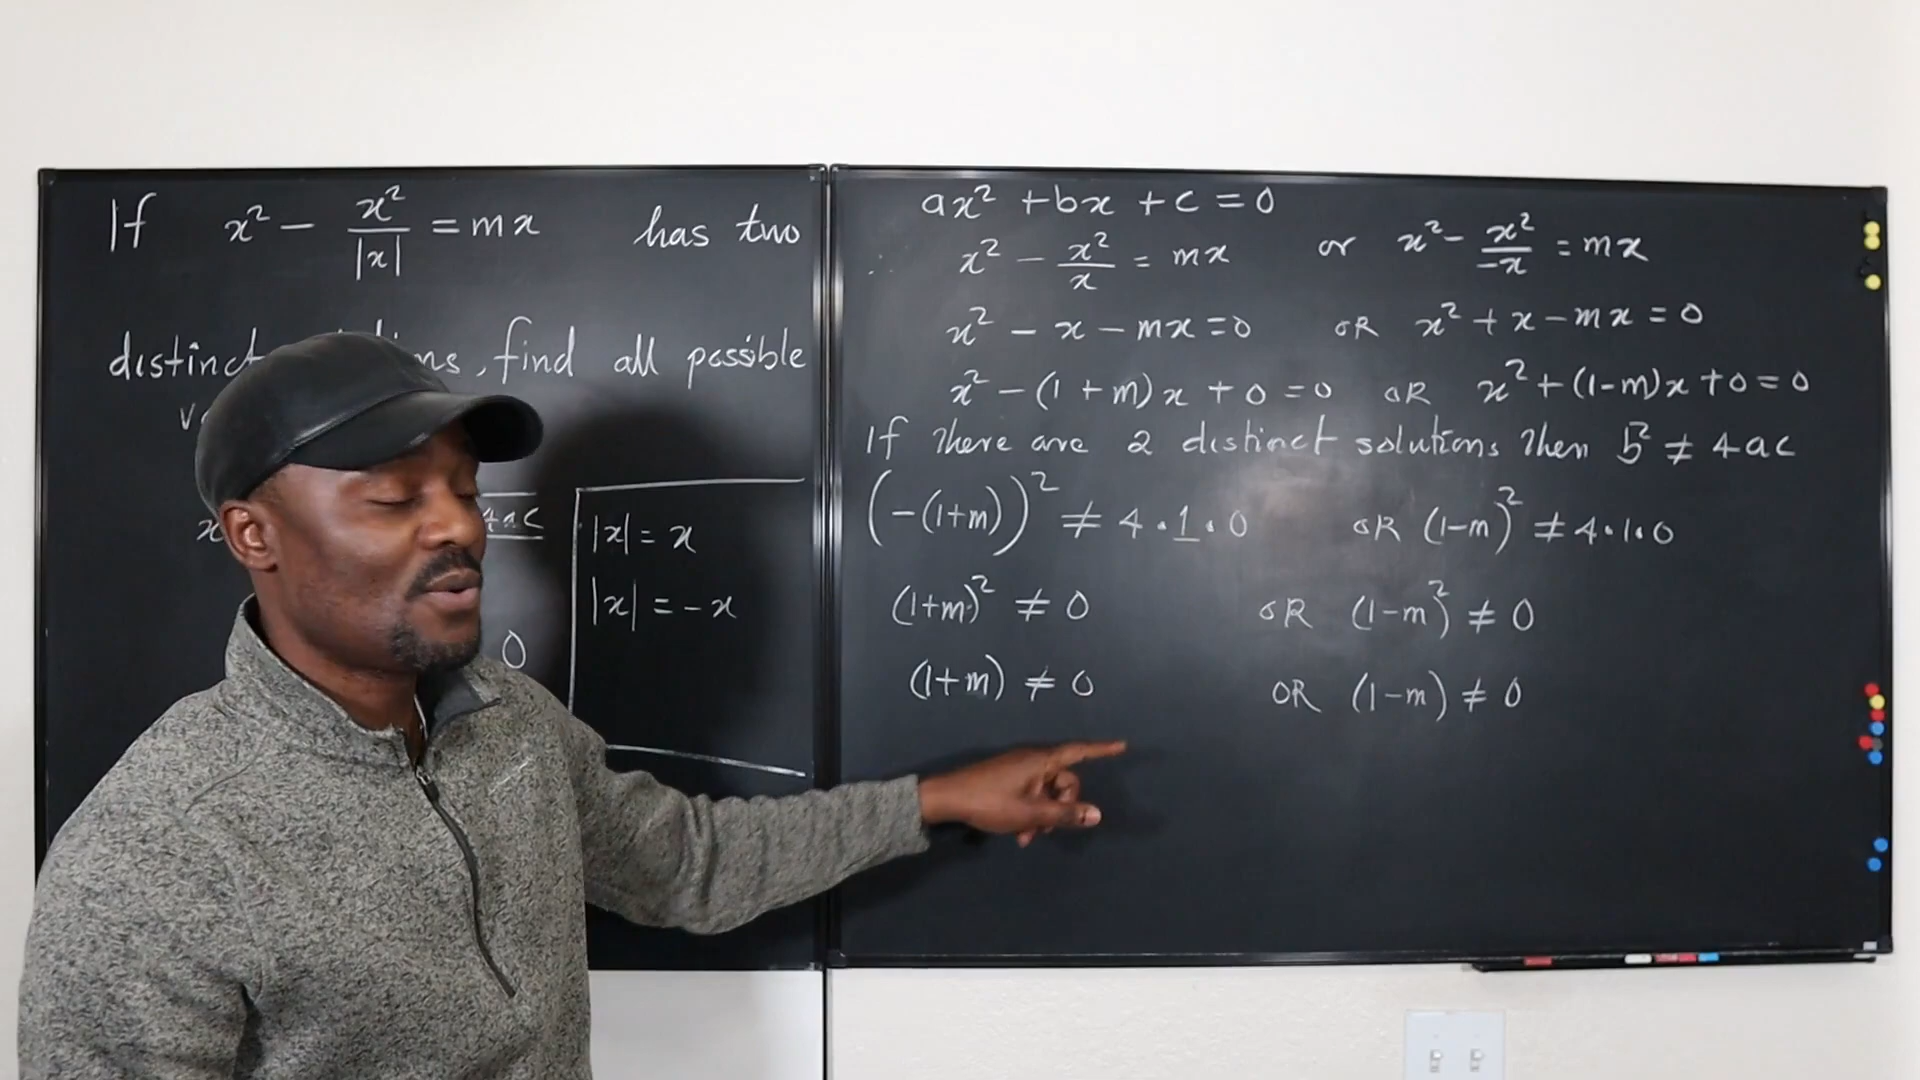 If x² - x²/|x| = mx has two
distinct , find all possible
x 4ac
0
|x| = x
|x| = -x
ax² + bx + c = 0
x² - x²/x = mx or x² - x²/-x = mx
x² - x - mx = 0 OR x² + x - mx = 0
x² - (1 + m)x + 0 = 0 OR x² + (1-m)x + 0 = 0
If there are 2 distinct solutions then b² ≠ 4ac
(-(1+m))² ≠ 4·1·0 OR (1-m)² ≠ 4·1·0
(1+m)² ≠ 0 OR (1-m)² ≠ 0
(1+m) ≠ 0 OR (1-m) ≠ 0